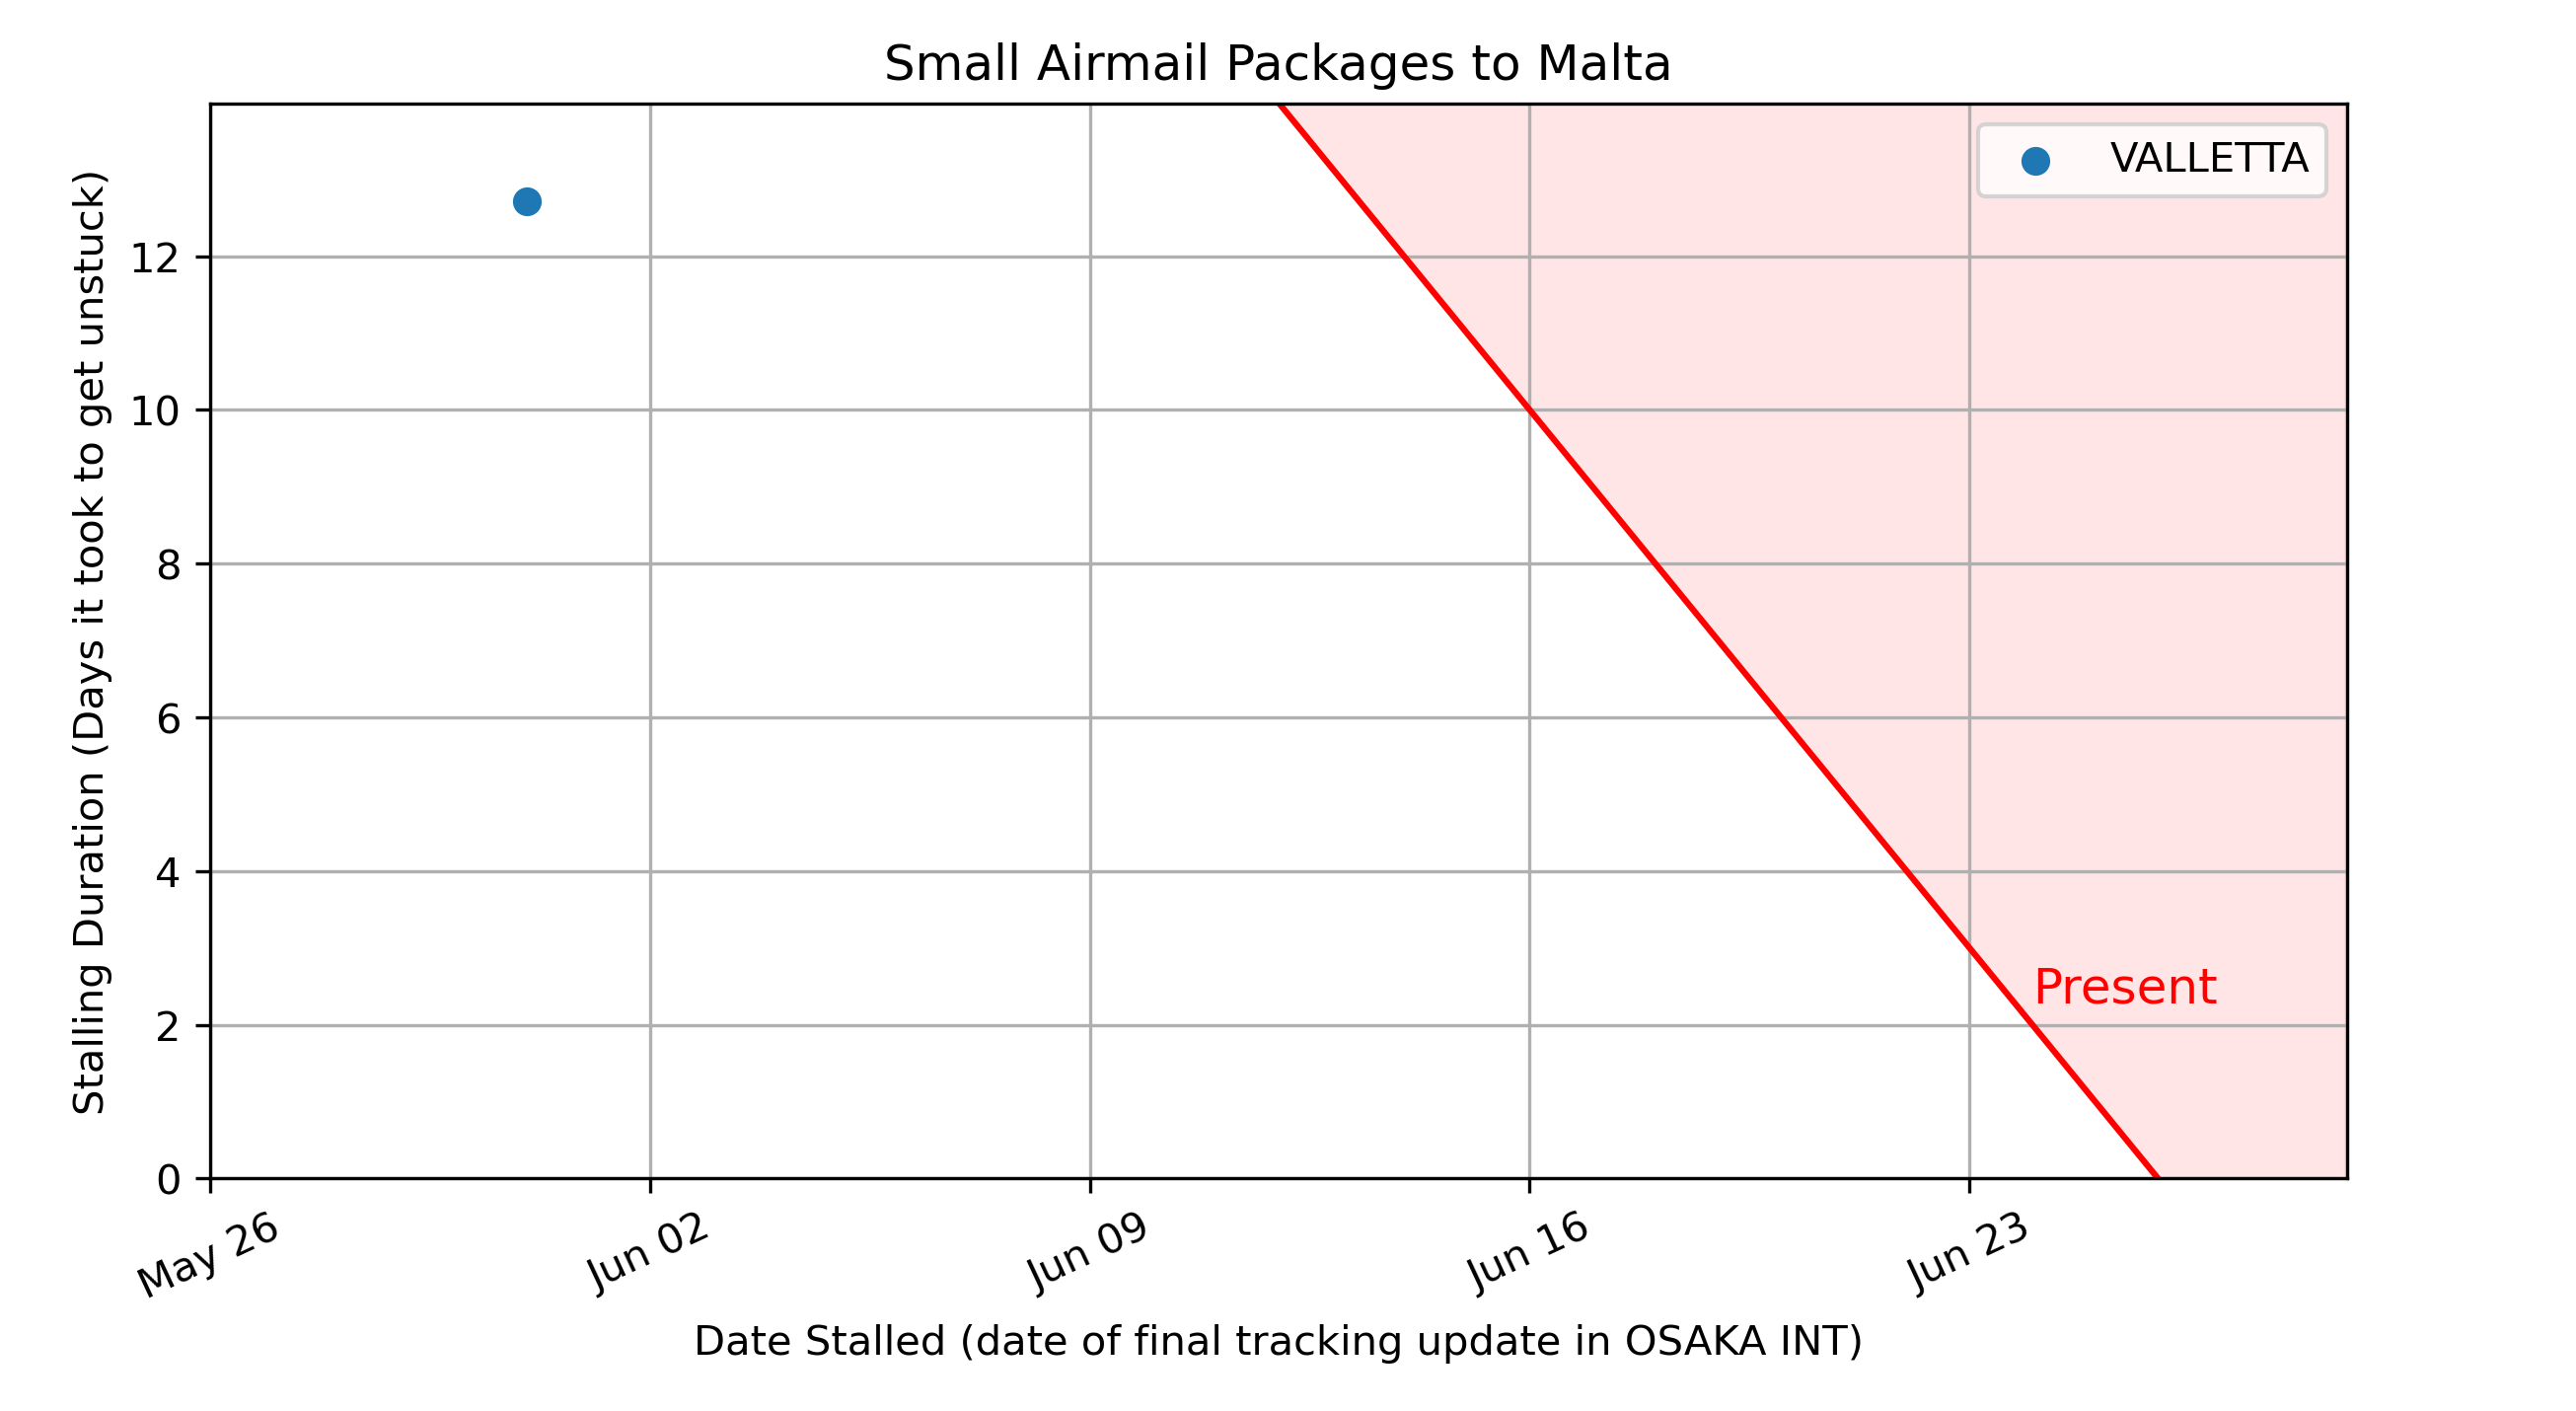 Small Airmail Packages to Malta
VALLETTA
Stalling Duration (Days it took to get unstuck)
12
10
8
6
4
2
0
Present
May 26
Jun 02
Jun 09
Jun 16
Jun 23
Date Stalled (date of final tracking update in OSAKA INT)